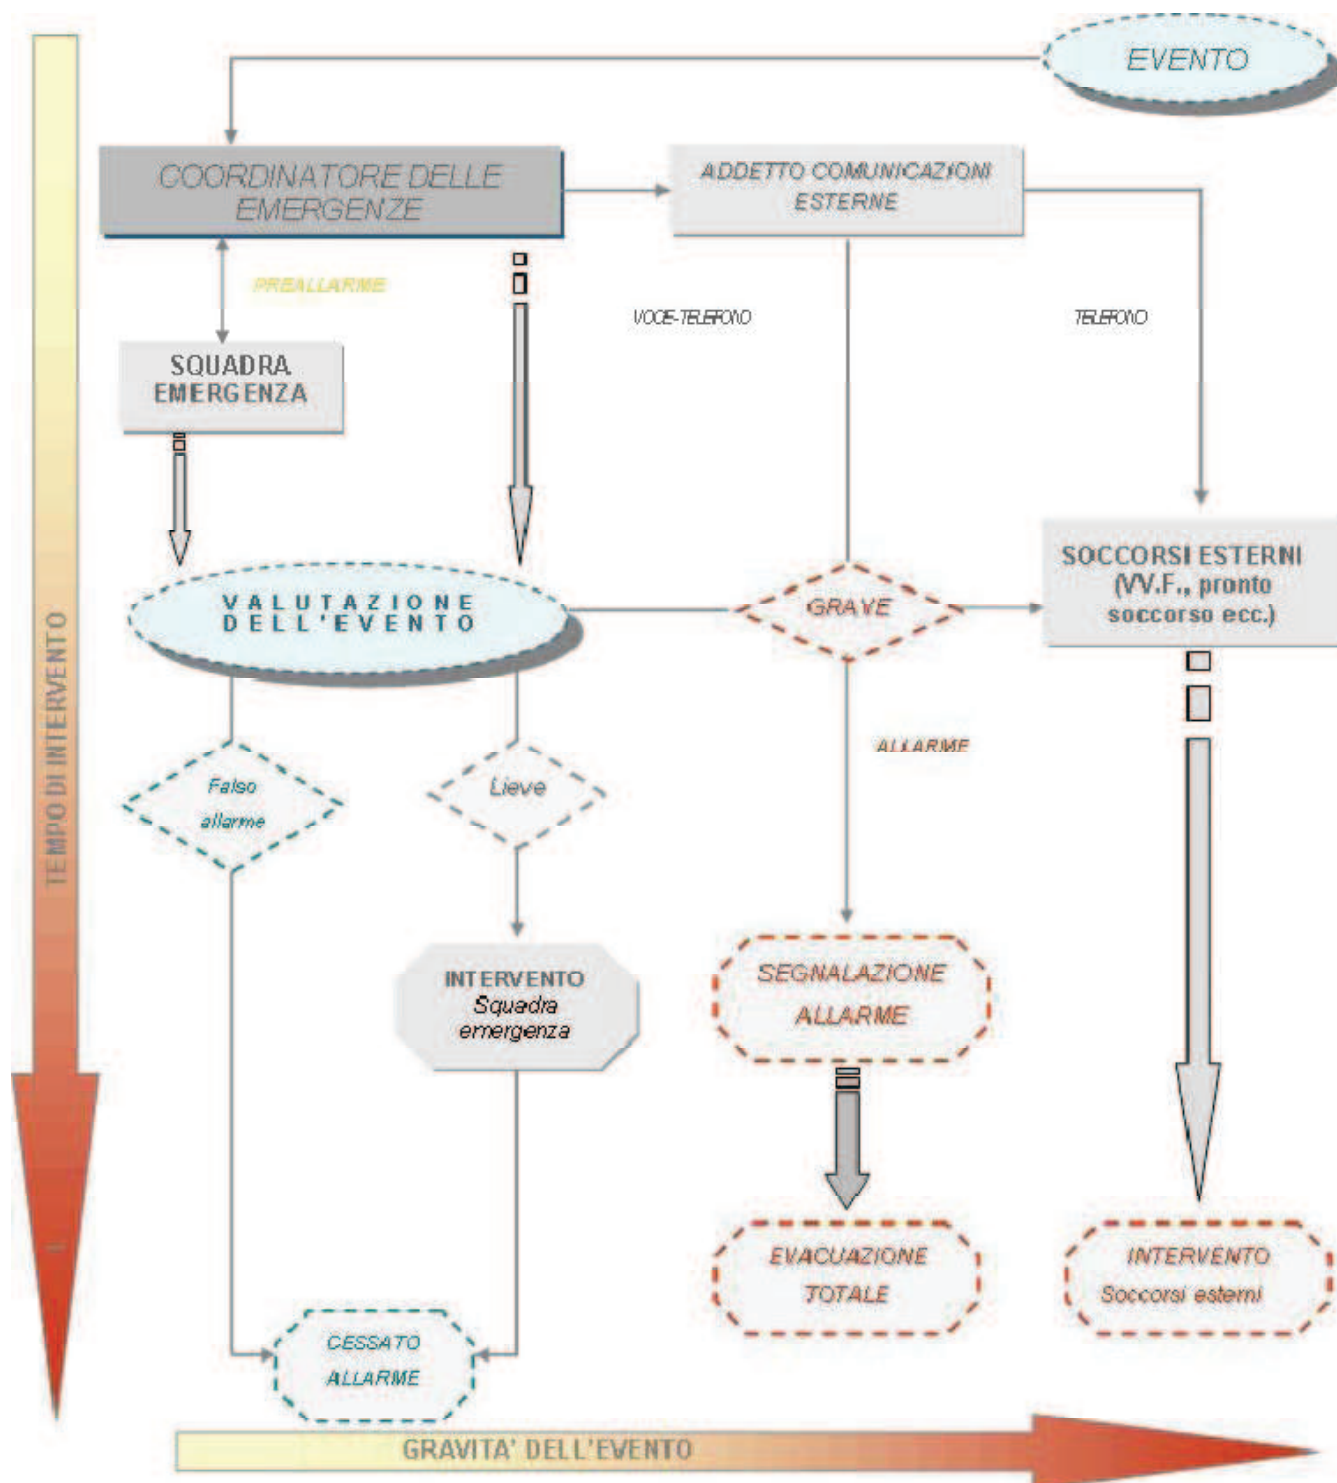 EVENTO
COORDINATORE DELLE
EMERGENZE
ADDETTO COMUNICAZIONI
ESTERNE
PREALLARME
VOCE-TELEFONO
TELEFONO
SQUADRA
EMERGENZA
SOCCORSI ESTERNI
(VV.F., pronto
soccorso ecc.)
VALUTAZIONE
DELL'EVENTO
GRAVE
TEMPO DI INTERVENTO
ALLARME
Falso
allarme
Lieve
INTERVENTO
Squadra
emergenza
SEGNALAZIONE
ALLARME
EVACUAZIONE
TOTALE
INTERVENTO
Soccorsi esterni
CESSATO
ALLARME
GRAVITA' DELL'EVENTO